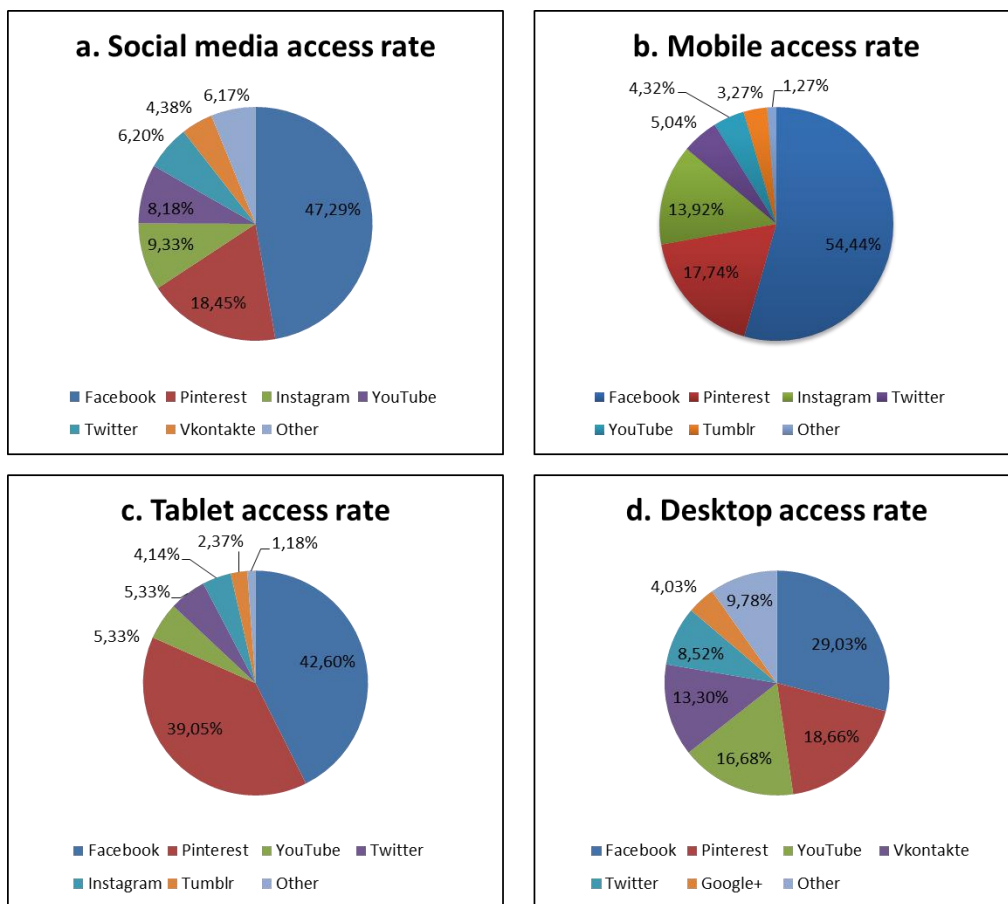 a. Social media access rate
6,17%
4,38%
6,20%
8,18%
47,29%
9,33%
18,45%
Facebook Pinterest Instagram YouTube
Twitter Vkontakte Other
b. Mobile access rate
1,27%
3,27%
4,32%
5,04%
13,92%
54,44%
17,74%
Facebook Pinterest Instagram Twitter
YouTube Tumblr Other
c. Tablet access rate
2,37%
1,18%
4,14%
5,33%
5,33%
42,60%
39,05%
Facebook Pinterest YouTube Twitter
Instagram Tumblr Other
d. Desktop access rate
4,03%
9,78%
29,03%
8,52%
13,30%
18,66%
16,68%
Facebook Pinterest YouTube Vkontakte
Twitter Google+ Other